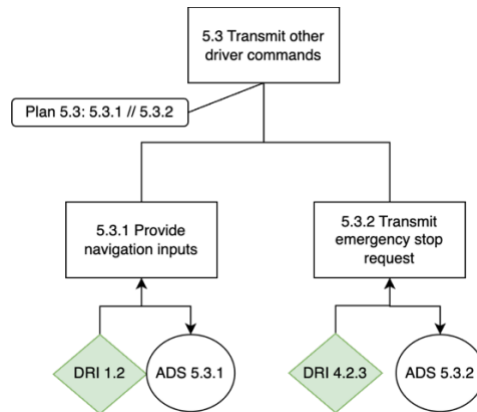 5.3 Transmit other
driver commands
Plan 5.3: 5.3.1 // 5.3.2
5.3.1 Provide
navigation inputs
5.3.2 Transmit
emergency stop
request
DRI 1.2
ADS 5.3.1
DRI 4.2.3
ADS 5.3.2